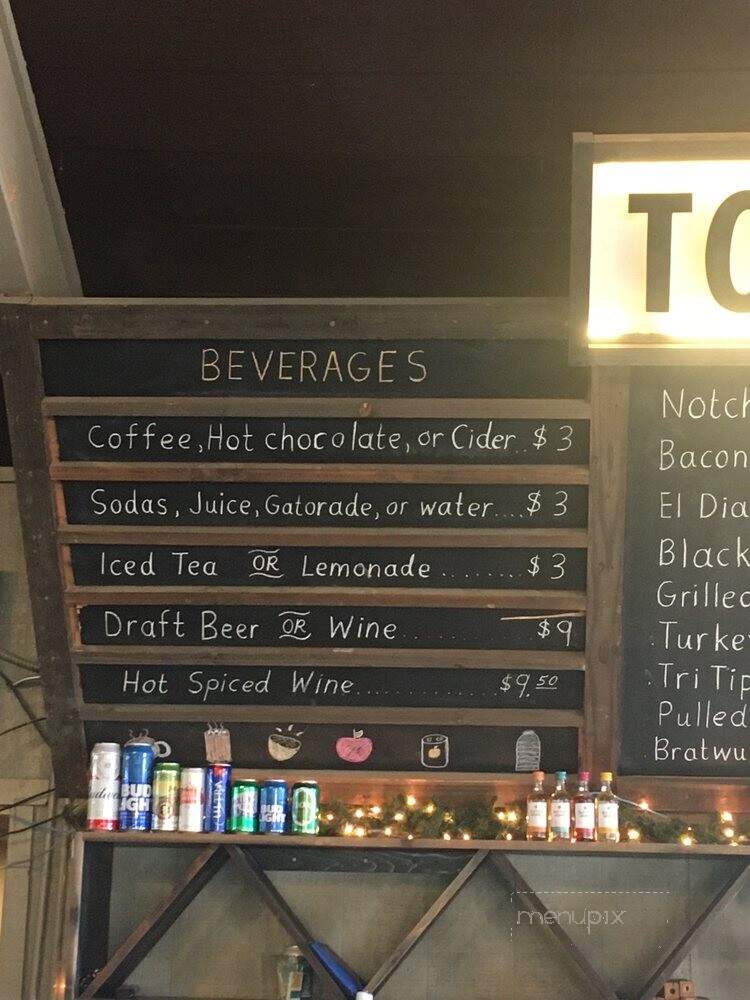 TO
BEVERAGES
Coffee, Hot chocolate, or Cider.. $3
Sodas, Juice, Gatorade, or water....$3
Iced Tea OR Lemonade .........$3
Draft Beer OR Wine.. ..... $9
Hot Spiced Wine............ $9.50
Notch
Bacon
El Dia
Black
Grilled
Turkey
Tri Tip
Pulled
Bratwu
BUD LIGHT
ULTRA
BUD LIGHT
menupix